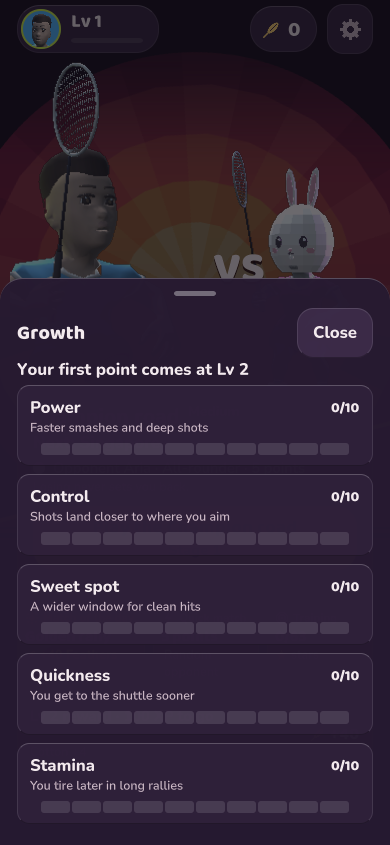 Lv 1
0
VS
Growth
Close
Your first point comes at Lv 2
Power
0/10
Faster smashes and deep shots
Control
0/10
Shots land closer to where you aim
Sweet spot
0/10
A wider window for clean hits
Quickness
0/10
You get to the shuttle sooner
Stamina
0/10
You tire later in long rallies